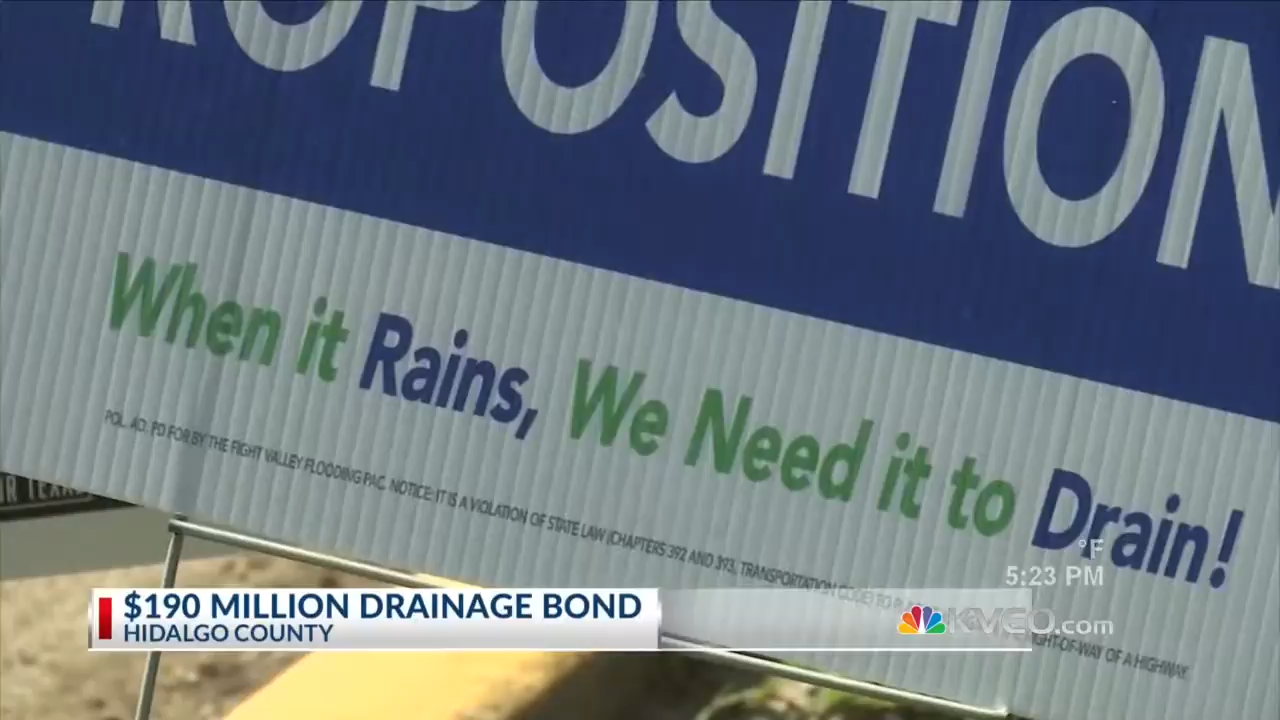 ROPOSITION
When it Rains, We Need it to Drain!
POL. AD. PD FOR BY THE FIGHT VALLEY FLOODING PAC. NOTICE: IT IS A VIOLATION OF STATE LAW (CHAPTERS 392 AND 393, TRANSPORTATION CODE) TO
GHT-OF-WAY OF A HIGHWAY.
°F
5:23 PM
$190 MILLION DRAINAGE BOND
HIDALGO COUNTY
KVEO.com